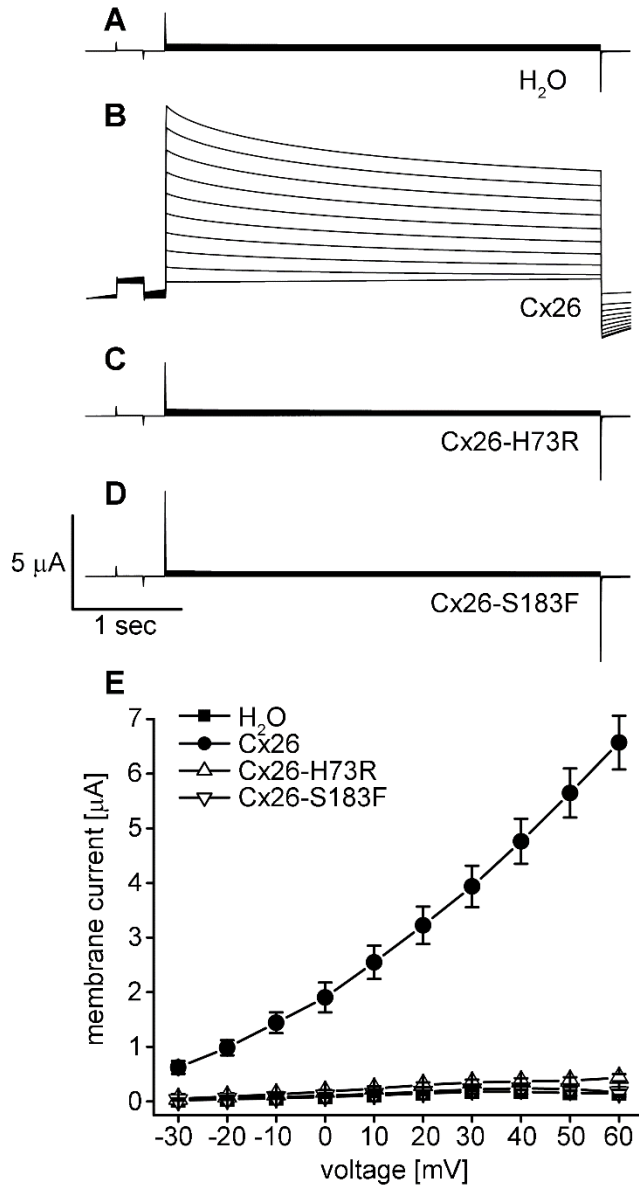 A
H₂O
B
Cx26
C
Cx26-H73R
D
5 µA
1 sec
Cx26-S183F
E
H₂O
Cx26
Cx26-H73R
Cx26-S183F
membrane current [µA]
7
6
5
4
3
2
1
0
-30 -20 -10 0 10 20 30 40 50 60
voltage [mV]